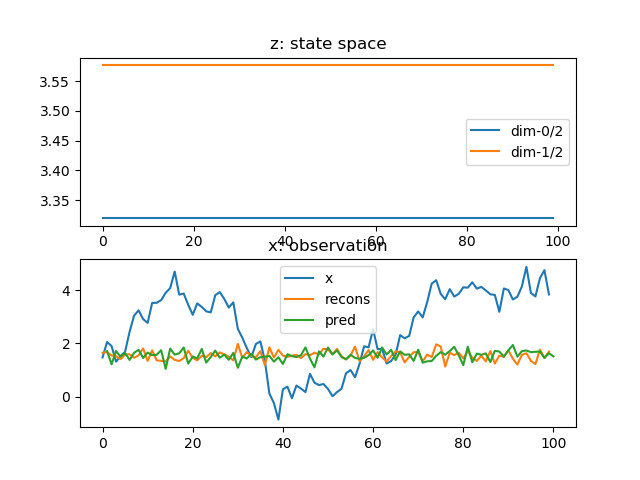 z: state space
3.55
3.50
3.45
3.40
3.35
dim-0/2
dim-1/2
0 20 40 60 80 100
x: observation
4
2
0
x
recons
pred
0 20 40 60 80 100